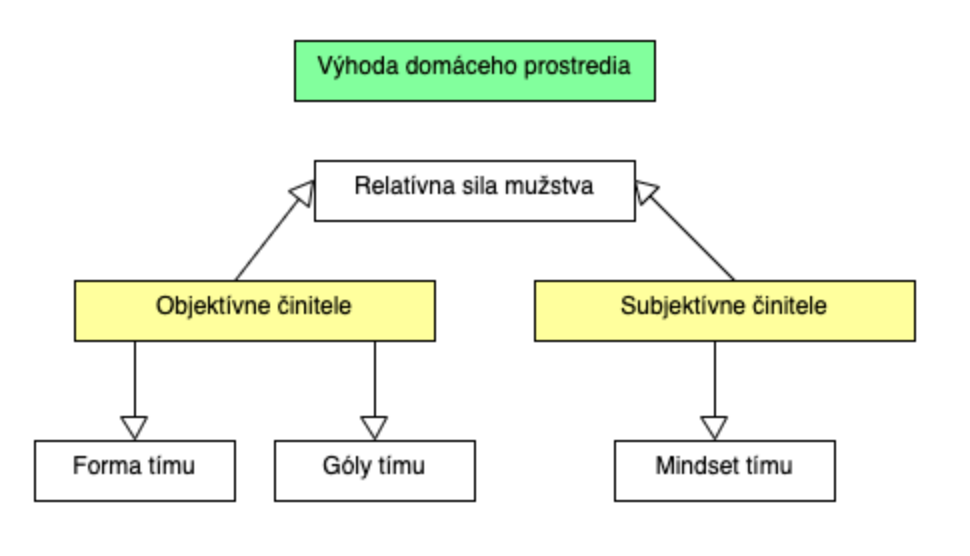 Výhoda domáceho prostredia
Relatívna sila mužstva
Objektívne činitele
Subjektívne činitele
Forma tímu
Góly tímu
Mindset tímu